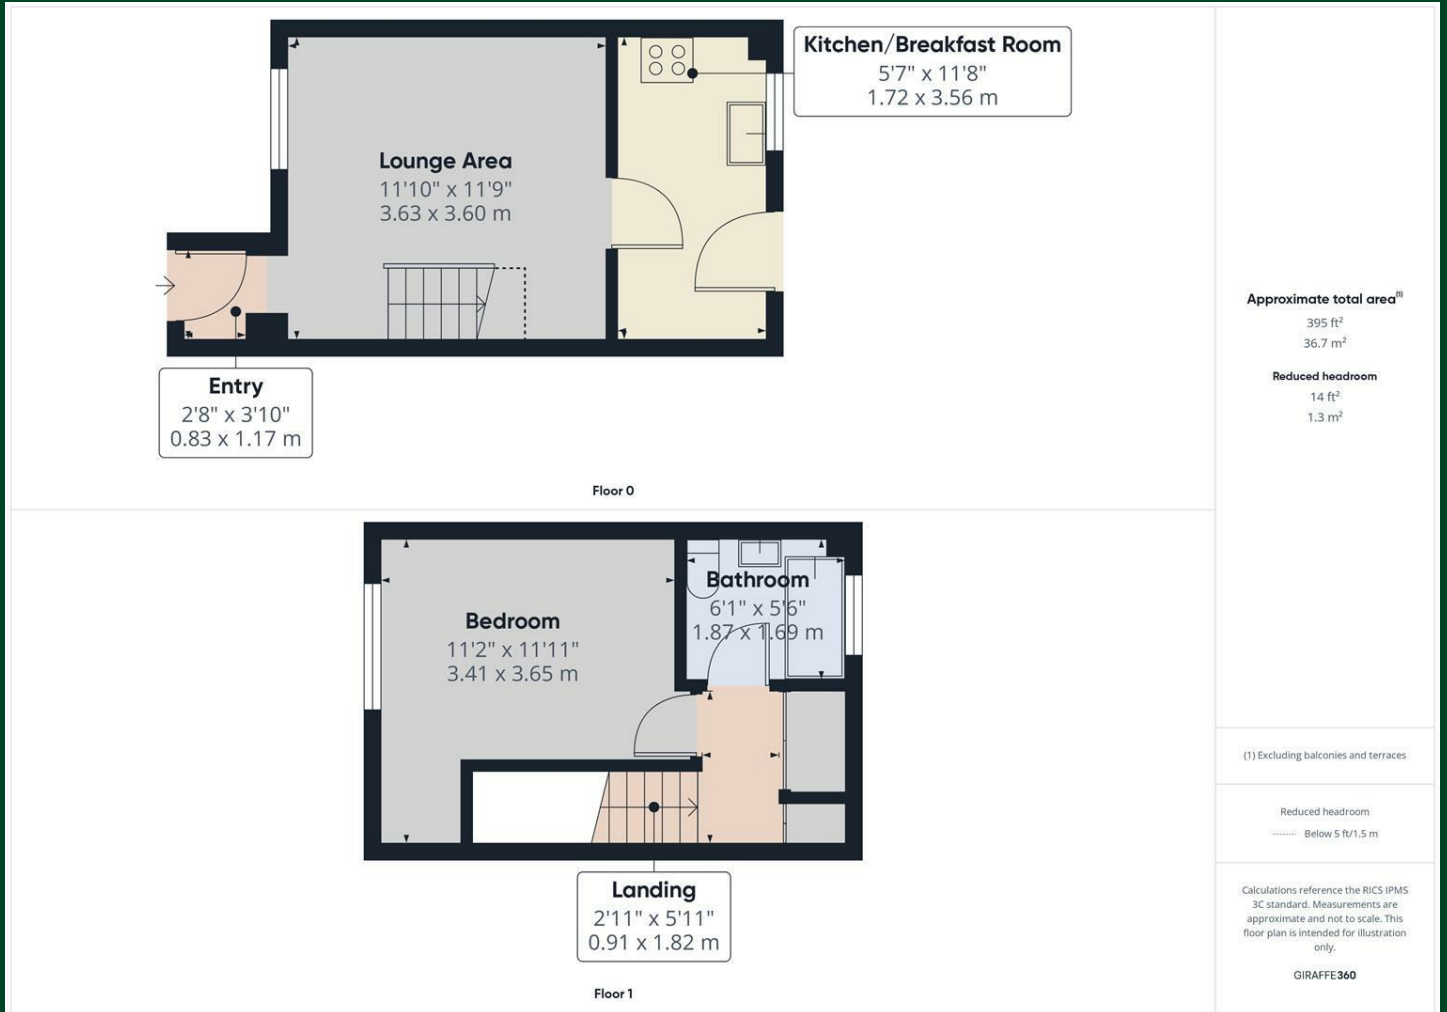 Kitchen/Breakfast Room
5'7" x 11'8"
1.72 x 3.56 m
Lounge Area
11'10" x 11'9"
3.63 x 3.60 m
Entry
2'8" x 3'10"
0.83 x 1.17 m
Floor 0
Bedroom
11'2" x 11'11"
3.41 x 3.65 m
Bathroom
6'1" x 5'6"
1.87 x 1.69 m
Landing
2'11" x 5'11"
0.91 x 1.82 m
Floor 1
Approximate total area⁽¹⁾
395 ft²
36.7 m²
Reduced headroom
14 ft²
1.3 m²
(1) Excluding balconies and terraces
Reduced headroom
Below 5 ft/1.5 m
Calculations reference the RICS IPMS
3C standard. Measurements are
approximate and not to scale. This
floor plan is intended for illustration
only.
GIRAFFE360